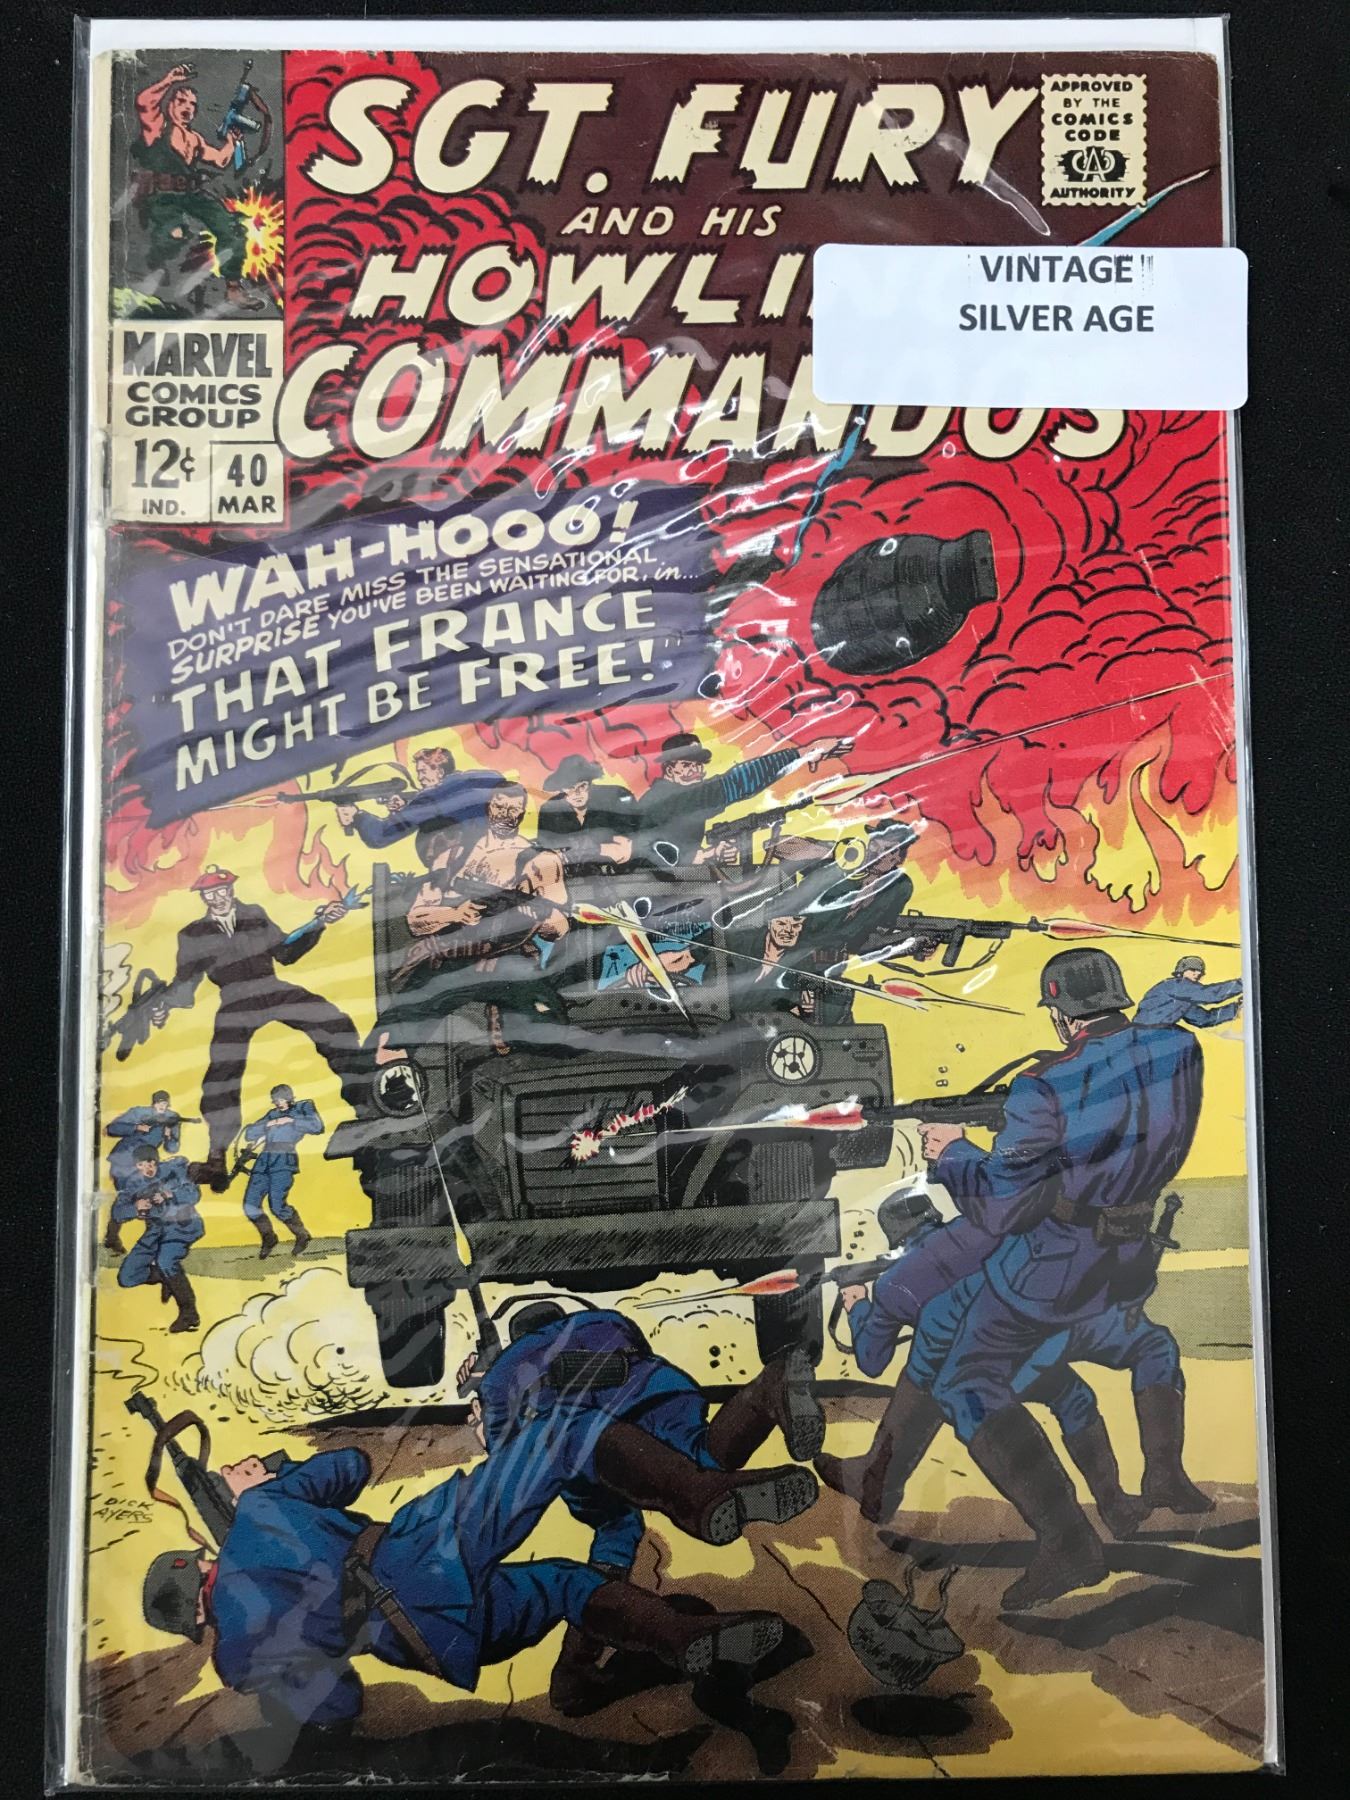 SGT. FURY
AND HIS
HOWLI
COMMANDOS
APPROVED
BY THE
COMICS
CODE
CA
AUTHORITY
VINTAGE
SILVER AGE
MARVEL
COMICS
GROUP
12¢
IND.
40
MAR
WAH-HOOO!
DON'T DARE MISS THE SENSATIONAL
SURPRISE YOU'VE BEEN WAITING FOR, in...
"THAT FRANCE
MIGHT BE FREE!"
DICK
AYERS